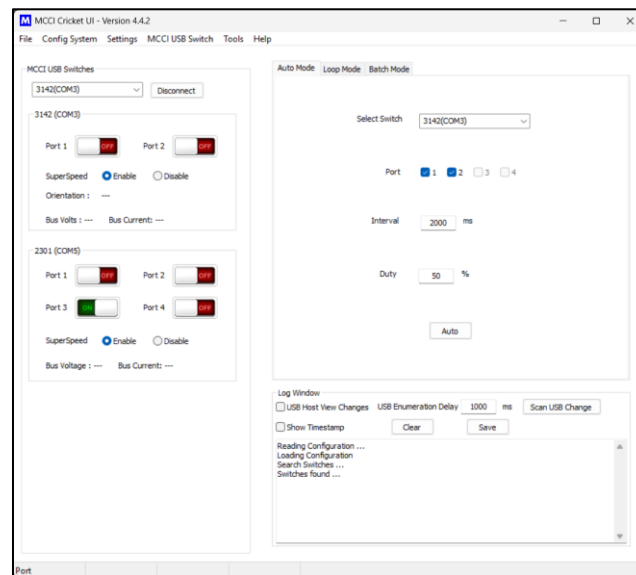 MCCI Cricket UI - Version 4.4.2
File Config System Settings MCCI USB Switch Tools Help
MCCI USB Switches
3142(COM3) Disconnect
3142 (COM3)
Port 1 OFF Port 2 OFF
SuperSpeed Enable Disable
Orientation : ---
Bus Volts : --- Bus Current: ---
2301 (COM5)
Port 1 OFF Port 2 OFF
Port 3 ON Port 4 OFF
SuperSpeed Enable Disable
Bus Voltage : --- Bus Current: ---
Auto Mode Loop Mode Batch Mode
Select Switch 3142(COM3)
Port 1 2 3 4
Interval 2000 ms
Duty 50 %
Auto
Log Window
USB Host View Changes USB Enumeration Delay 1000 ms Scan USB Change
Show Timestamp Clear Save
Reading Configuration ...
Loading Configuration
Search Switches ...
Switches found ...
Port